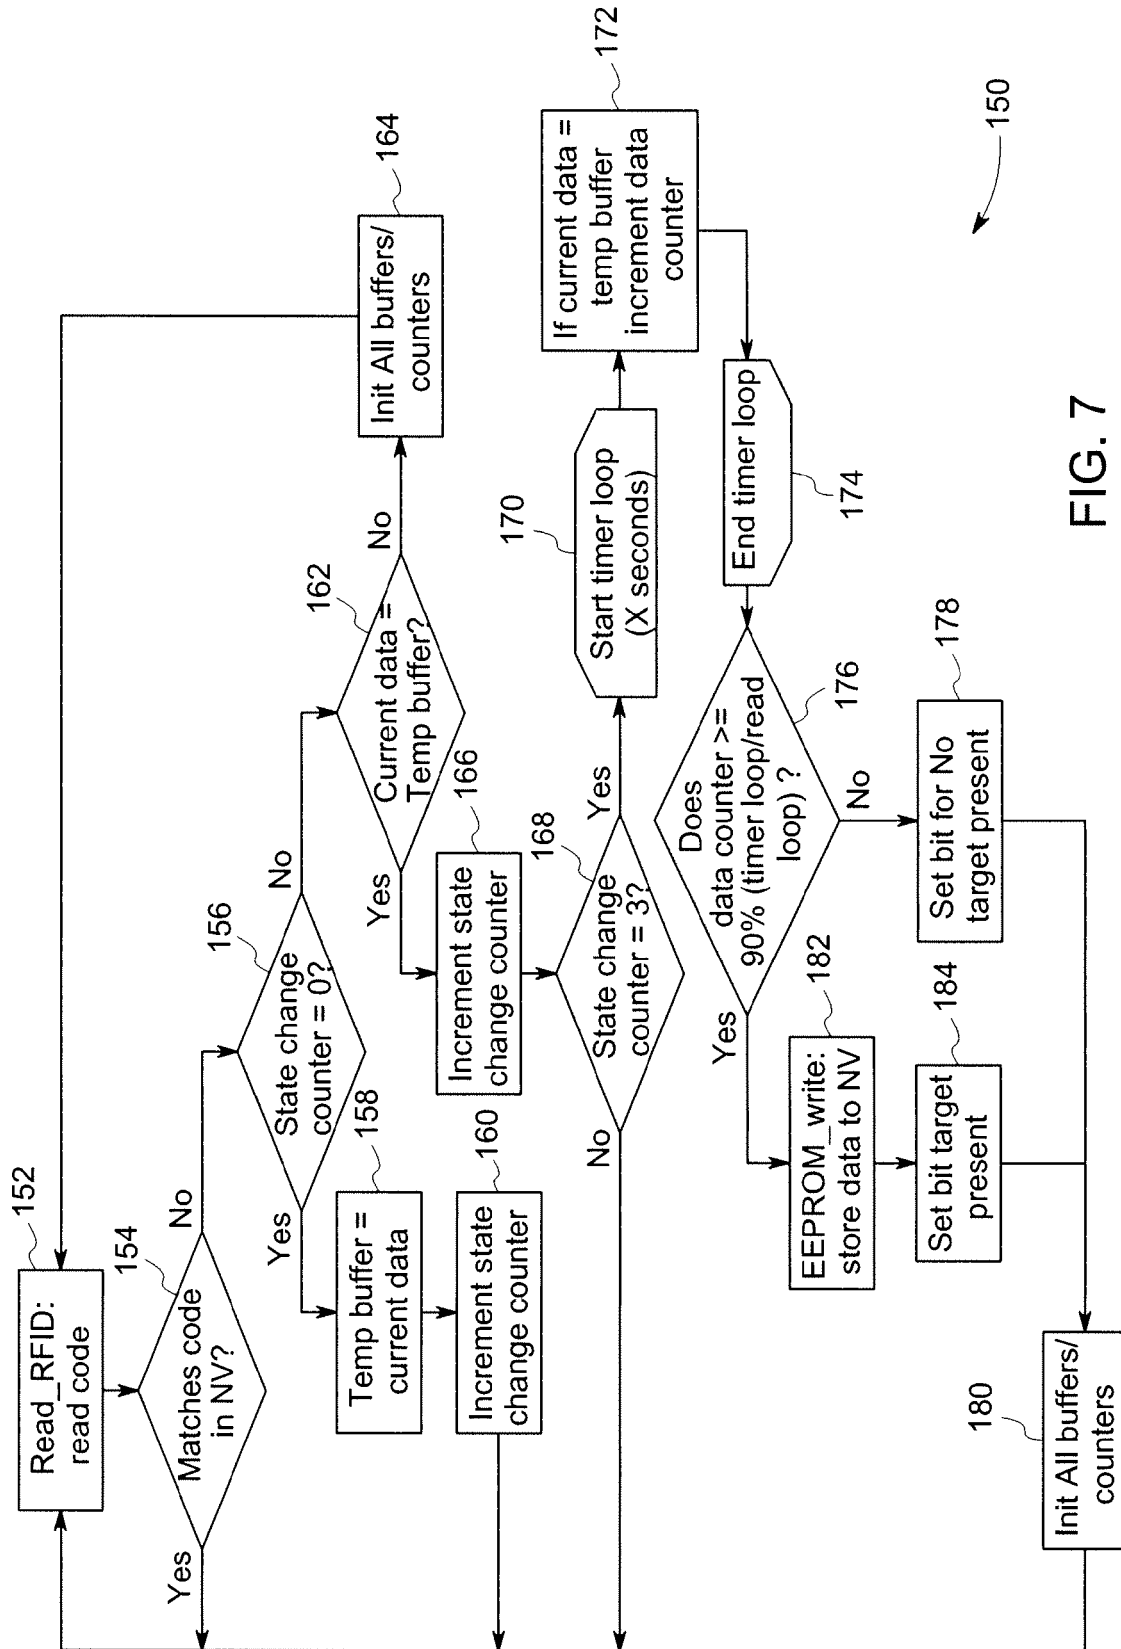 152
Read_RFID:
read code
154
Matches code
in NV?
Yes
No
156
State change
counter = 0?
Yes
No
158
Temp buffer =
current data
160
Increment state
change counter
162
Current data =
Temp buffer?
Yes
No
164
Init All buffers/
counters
166
Increment state
change counter
168
State change
counter = 3?
No
Yes
170
Start timer loop
(X seconds)
172
If current data =
temp buffer
increment data
counter
End timer loop
174
Does
data counter >=
90% (timer loop/read
loop) ?
176
Yes
No
182
EEPROM_write:
store data to NV
184
Set bit target
present
178
Set bit for No
target present
180
Init All buffers/
counters
150
FIG. 7